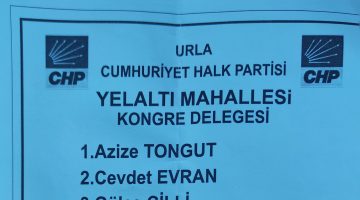 URLA
CHP CUMHURİYET HALK PARTİSİ CHP
YELALTI MAHALLESi
KONGRE DELEGESİ
1.Azize TONGUT
2.Cevdet EVRAN